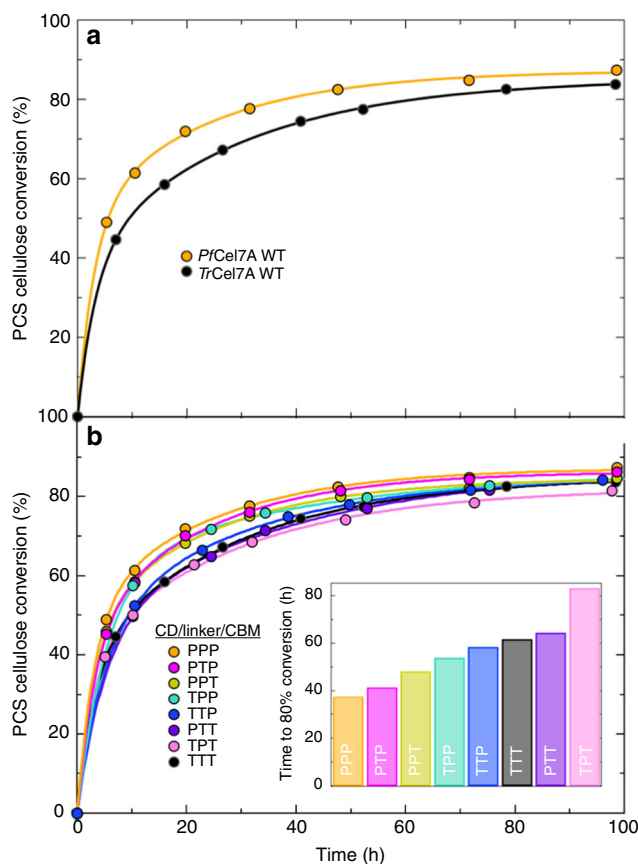 100
a
80
60
40
20
PCS cellulose conversion (%)
PfCel7A WT
TrCel7A WT
100
b
80
60
40
20
0
PCS cellulose conversion (%)
CD/linker/CBM
PPP
PTP
PPT
TPP
TTP
PTT
TPT
TTT
Time to 80% conversion (h)
80
60
40
20
0
PPP
PTP
PPT
TPP
TTP
TTT
PTT
TPT
0
20
40
60
80
100
Time (h)